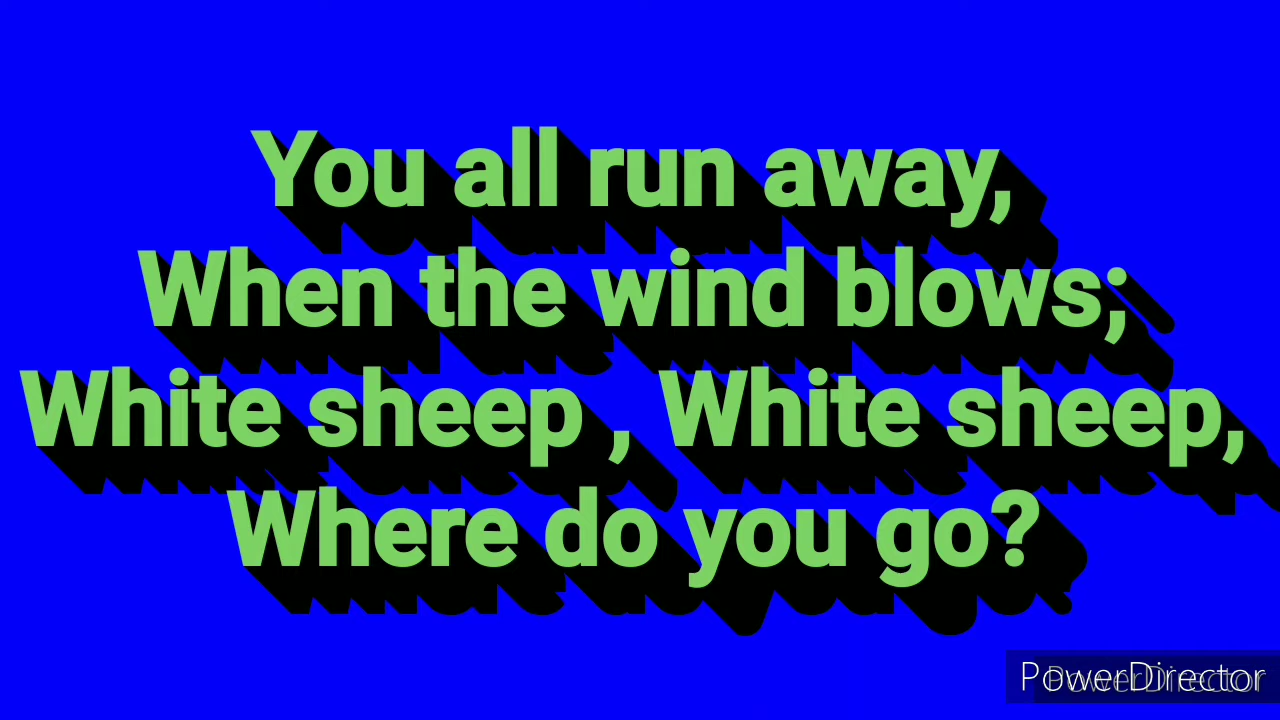 You all run away,
When the wind blows;
White sheep , White sheep,
Where do you go?
PowerDirector